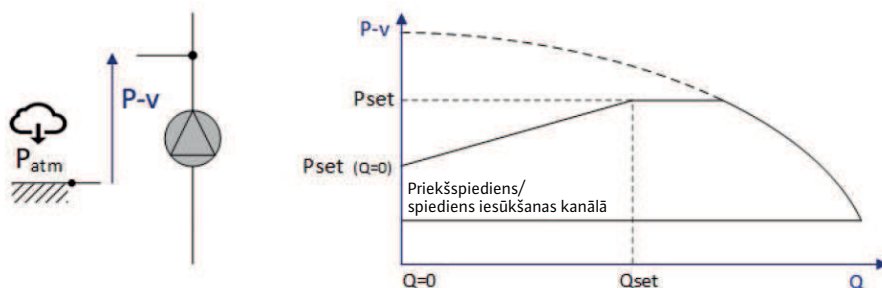 P-v
Patm
P-v
Pset
Pset (Q=0)
Priekšspiediens/
spiediens iesūkšanas kanālā
Q=0
Qset
Q